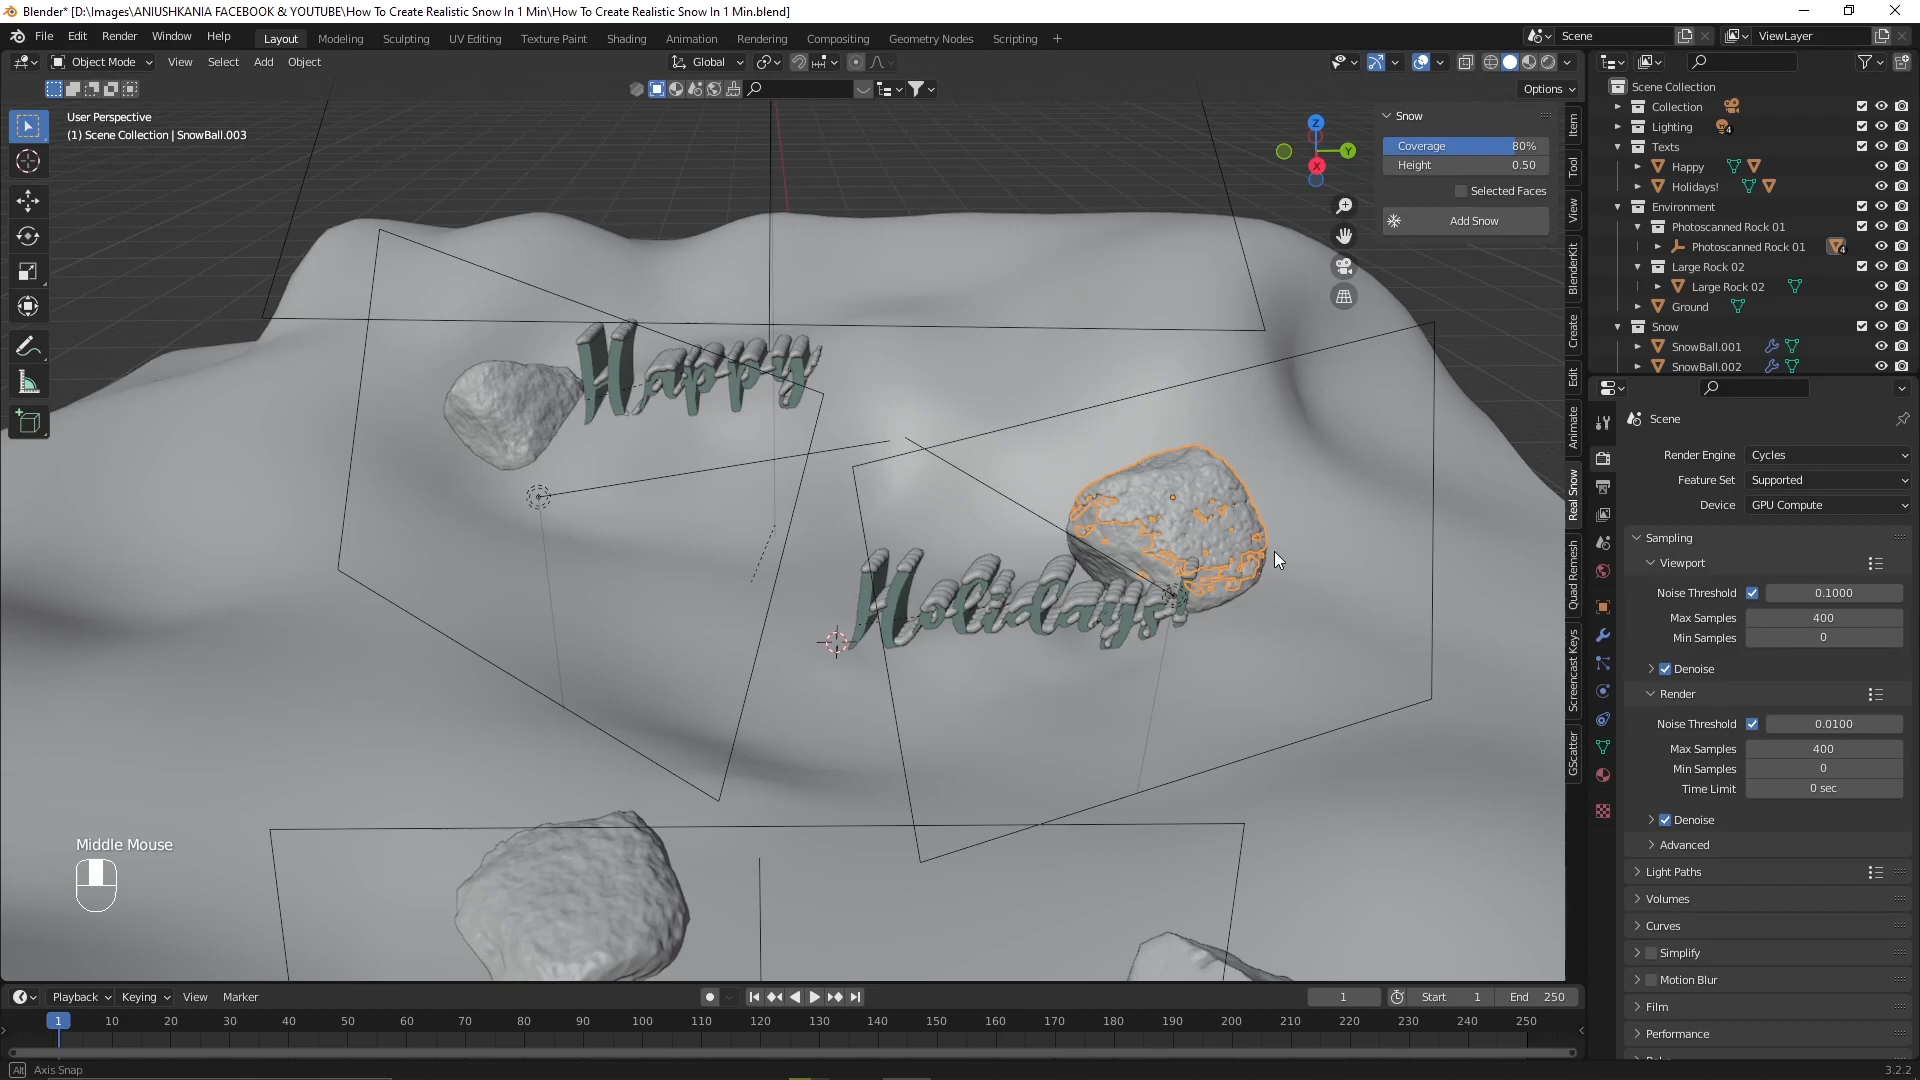 Blender* [D:\Images\ANIUSHKANIA FACEBOOK & YOUTUBE\How To Create Realistic Snow In 1 Min\How To Create Realistic Snow In 1 Min.blend]
File Edit Render Window Help Layout Modeling Sculpting UV Editing Texture Paint Shading Animation Rendering Compositing Geometry Nodes Scripting + Scene ViewLayer
Object Mode View Select Add Object Global
Options
User Perspective
(1) Scene Collection | SnowBall.003
Z
Y
X
Snow
Coverage 80%
Height 0.50
Selected Faces
Add Snow
Item
Tool
View
BlenderKit
Create
Edit
Animate
Real Snow
Quad Remesh
Screencast Keys
GScatter
Happy
Holidays!
Middle Mouse
Scene Collection
Collection
Lighting 4
Texts
Happy
Holidays!
Environment
Photoscanned Rock 01
Photoscanned Rock 01 4
Large Rock 02
Large Rock 02
Ground
Snow
SnowBall.001
SnowBall.002
Scene
Render Engine Cycles
Feature Set Supported
Device GPU Compute
Sampling
Viewport
Noise Threshold 0.1000
Max Samples 400
Min Samples 0
Denoise
Render
Noise Threshold 0.0100
Max Samples 400
Min Samples 0
Time Limit 0 sec
Denoise
Advanced
Light Paths
Volumes
Curves
Simplify
Motion Blur
Film
Performance
Playback Keying View Marker 1 Start 1 End 250
1 10 20 30 40 50 60 70 80 90 100 110 120 130 140 150 160 170 180 190 200 210 220 230 240 250
Alt Axis Snap
3.2.2